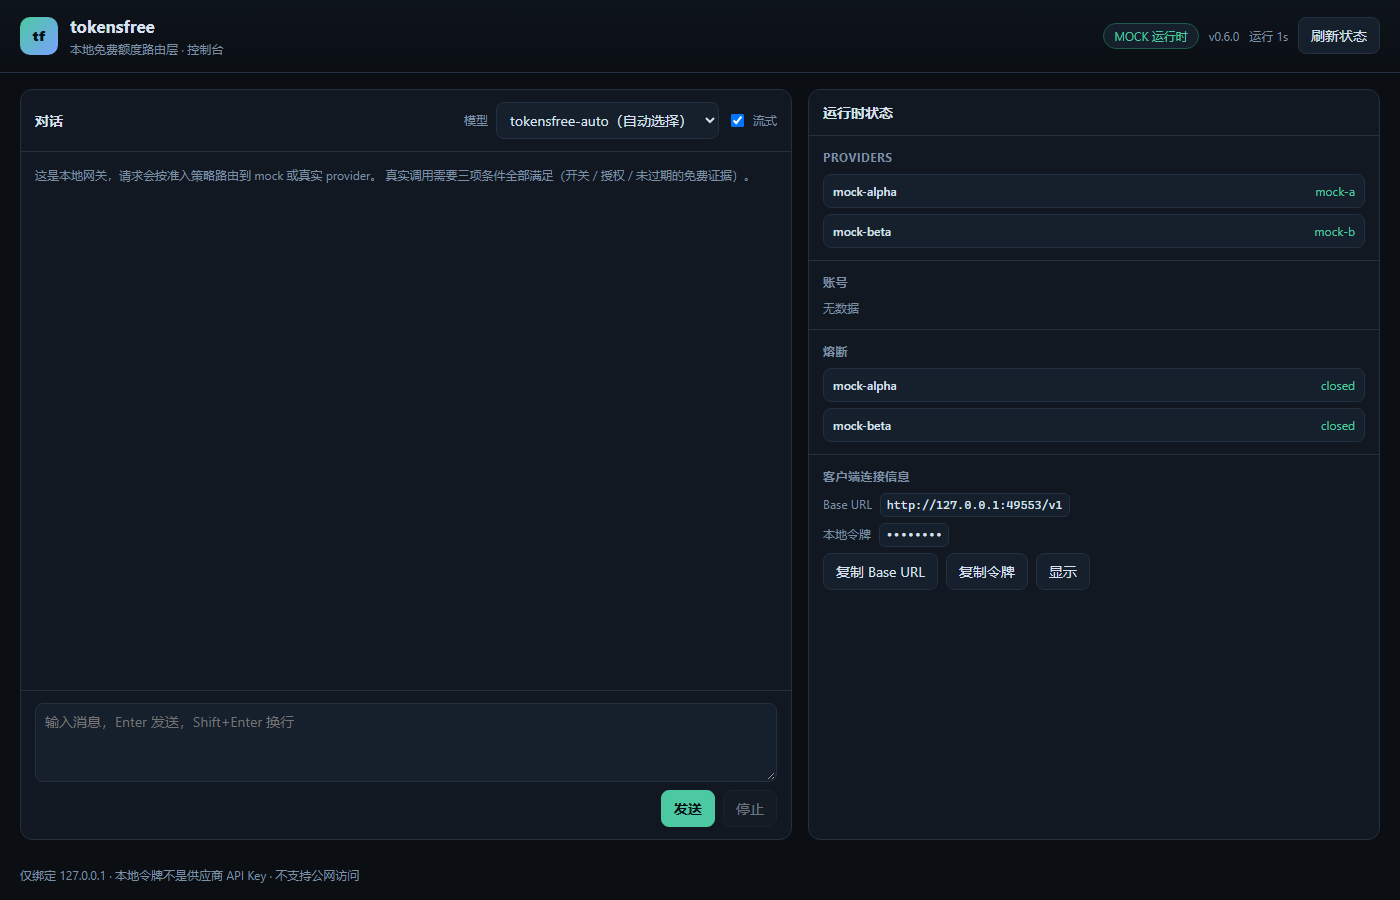 tf
tokensfree
本地免费额度路由层 · 控制台
MOCK 运行时
v0.6.0
运行 1s
刷新状态
对话
模型
tokensfree-auto（自动选择）
流式
这是本地网关，请求会按准入策略路由到 mock 或真实 provider。 真实调用需要三项条件全部满足（开关 / 授权 / 未过期的免费证据）。
输入消息，Enter 发送，Shift+Enter 换行
发送
停止
运行时状态
PROVIDERS
mock-alpha
mock-a
mock-beta
mock-b
账号
无数据
熔断
mock-alpha
closed
mock-beta
closed
客户端连接信息
Base URL
http://127.0.0.1:49553/v1
本地令牌
••••••••
复制 Base URL
复制令牌
显示
仅绑定 127.0.0.1 · 本地令牌不是供应商 API Key · 不支持公网访问